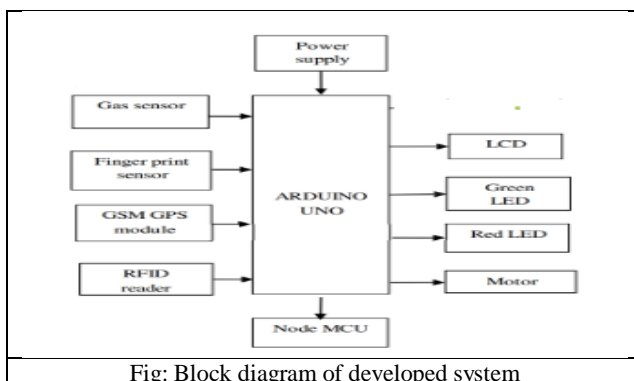 Power
supply
Gas sensor
Finger print
sensor
GSM GPS
module
RFID
reader
ARDUINO
UNO
LCD
Green
LED
Red LED
Motor
Node MCU
Fig: Block diagram of developed system